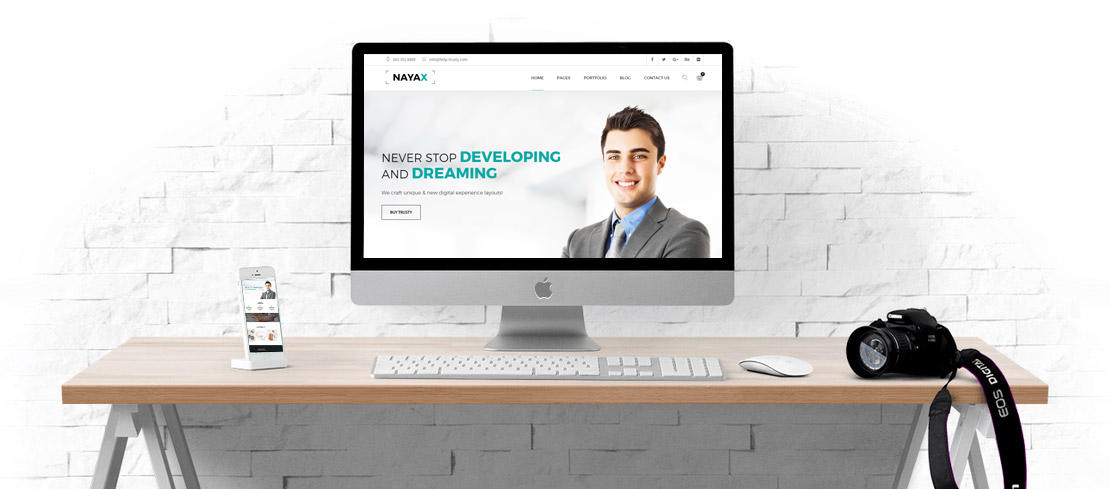 info@help-trusty.com
NAYAX
HOME PAGES PORTFOLIO BLOG CONTACT US
NEVER STOP DEVELOPING
AND DREAMING
We craft unique & new digital experience layouts!
BUY TRUSTY
EOS DIGITAL